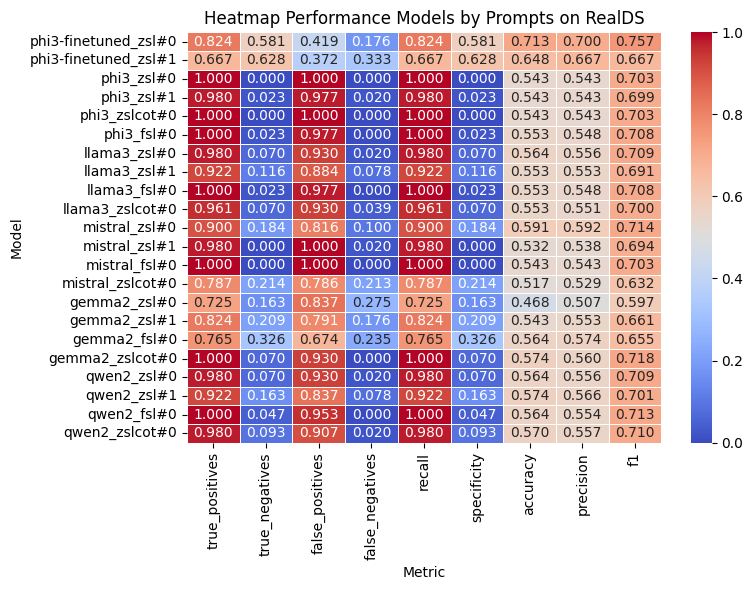 Heatmap Performance Models by Prompts on RealDS
phi3-finetuned_zsl#0 0.824 0.581 0.419 0.176 0.824 0.581 0.713 0.700 0.757
phi3-finetuned_zsl#1 0.667 0.628 0.372 0.333 0.667 0.628 0.648 0.667 0.667
phi3_zsl#0 1.000 0.000 1.000 0.000 1.000 0.000 0.543 0.543 0.703
phi3_zsl#1 0.980 0.023 0.977 0.020 0.980 0.023 0.543 0.543 0.699
phi3_zslcot#0 1.000 0.000 1.000 0.000 1.000 0.000 0.543 0.543 0.703
phi3_fsl#0 1.000 0.023 0.977 0.000 1.000 0.023 0.553 0.548 0.708
llama3_zsl#0 0.980 0.070 0.930 0.020 0.980 0.070 0.564 0.556 0.709
llama3_zsl#1 0.922 0.116 0.884 0.078 0.922 0.116 0.553 0.553 0.691
llama3_fsl#0 1.000 0.023 0.977 0.000 1.000 0.023 0.553 0.548 0.708
llama3_zslcot#0 0.961 0.070 0.930 0.039 0.961 0.070 0.553 0.551 0.700
mistral_zsl#0 0.900 0.184 0.816 0.100 0.900 0.184 0.591 0.592 0.714
mistral_zsl#1 0.980 0.000 1.000 0.020 0.980 0.000 0.532 0.538 0.694
mistral_fsl#0 1.000 0.000 1.000 0.000 1.000 0.000 0.543 0.543 0.703
mistral_zslcot#0 0.787 0.214 0.786 0.213 0.787 0.214 0.517 0.529 0.632
gemma2_zsl#0 0.725 0.163 0.837 0.275 0.725 0.163 0.468 0.507 0.597
gemma2_zsl#1 0.824 0.209 0.791 0.176 0.824 0.209 0.543 0.553 0.661
gemma2_fsl#0 0.765 0.326 0.674 0.235 0.765 0.326 0.564 0.574 0.655
gemma2_zslcot#0 1.000 0.070 0.930 0.000 1.000 0.070 0.574 0.560 0.718
qwen2_zsl#0 0.980 0.070 0.930 0.020 0.980 0.070 0.564 0.556 0.709
qwen2_zsl#1 0.922 0.163 0.837 0.078 0.922 0.163 0.574 0.566 0.701
qwen2_fsl#0 1.000 0.047 0.953 0.000 1.000 0.047 0.564 0.554 0.713
qwen2_zslcot#0 0.980 0.093 0.907 0.020 0.980 0.093 0.570 0.557 0.710
Model
true_positives
true_negatives
false_positives
false_negatives
recall
specificity
accuracy
precision
f1
Metric
1.0
0.8
0.6
0.4
0.2
0.0